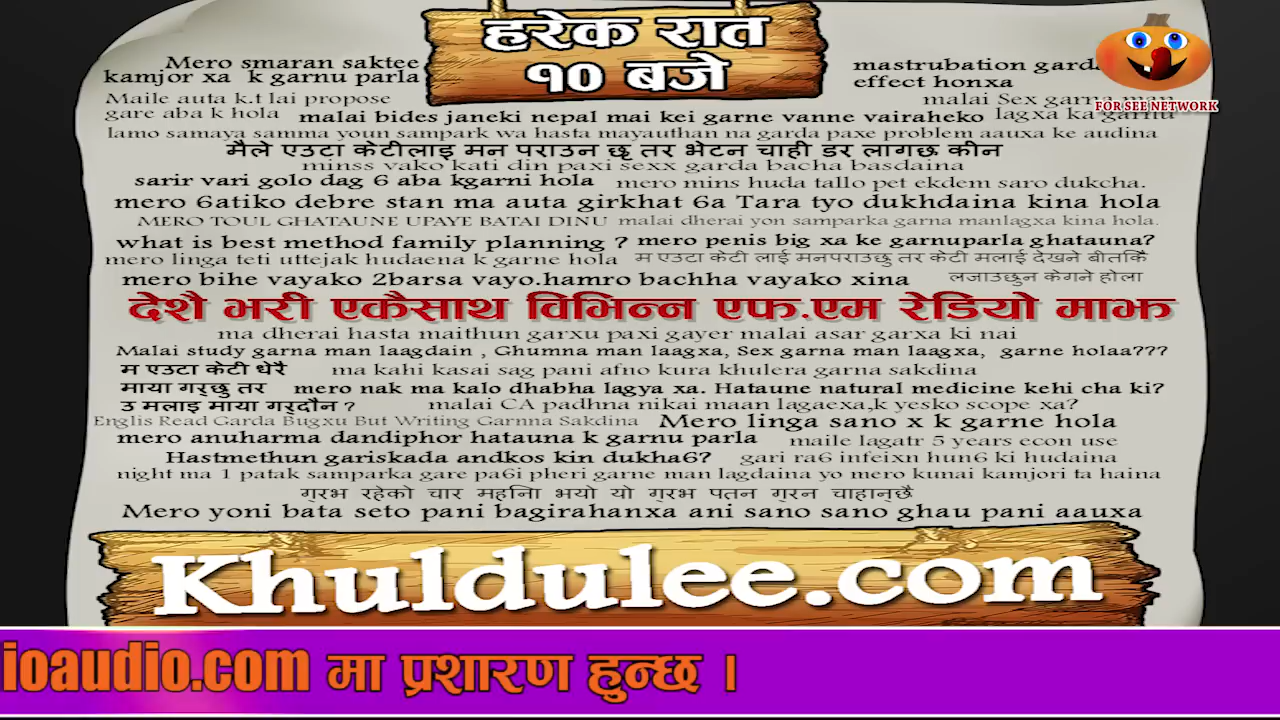 हरेक रात
१० बजे
Mero smaran saktee
kamjor xa k garnu parla
mastrubation garda
effect honxa
FOR SEE NETWORK
Maile auta k.t lai propose
gare aba k hola
malai Sex garna man
lagxa ka garnu
malai bides janeki nepal mai kei garne vanne vairaheko
lamo samaya samma youn sampark wa hasta mayauthan na garda paxe problem aauxa ke audina
मैले एउटा केटीलाइ मन पराउन छृ तर भेटन चाही डर लागछ कीन
minss vako kati din paxi sexx garda bacha basdaina
sarir vari golo dag 6 aba kgarni hola
mero mins huda tallo pet ekdem saro dukcha.
mero 6atiko debre stan ma auta girkhat 6a Tara tyo dukhdaina kina hola
MERO TOUL GHATAUNE UPAYE BATAI DINU
malai dherai yon samparka garna manlagxa kina hola.
what is best method family planning ?
mero penis big xa ke garnuparla ghatauna?
mero linga teti uttejak hudaena k garne hola
म एउटा केटी लाई मनपराउछु तर केटी मलाई देखने बीतकि
लजाउछुन केगने होला
mero bihe vayako 2barsa vayo.hamro bachha vayako xina
देशै भरी एकैसाथ विभिन्न एफ.एम रेडियो माझ
ma dherai hasta maithun garxu paxi gayer malai asar garxa ki nai
Malai study garna man laagdain , Ghumna man laagxa, Sex garna man laagxa, garne holaa???
म एउटा केटी धेरै
माया गर्छु तर
उ मलाइ माया गर्दौन ?
ma kahi kasai sag pani afno kura khulera garna sakdina
mero nak ma kalo dhabha lagya xa. Hataune natural medicine kehi cha ki?
malai CA padhna nikai maan lagaexa,k yesko scope xa?
Englis Read Garda Bugxu But Writing Garnna Sakdina
Mero linga sano x k garne hola
mero anuharma dandiphor hatauna k garnu parla
maile lagatr 5 years econ use
gari ra6 infeixn hun6 ki hudaina
Hastmethun gariskada andkos kin dukha6?
night ma 1 patak samparka gare pa6i pheri garne man lagdaina yo mero kunai kamjori ta haina
गरभ रहेको चार महनिा भयो यो गरभ पतन गरन चाहान्छै
Mero yoni bata seto pani bagirahanxa ani sano sano ghau pani aauxa
Khuldulee.com
ioaudio.com मा प्रशारण हुन्छ ।